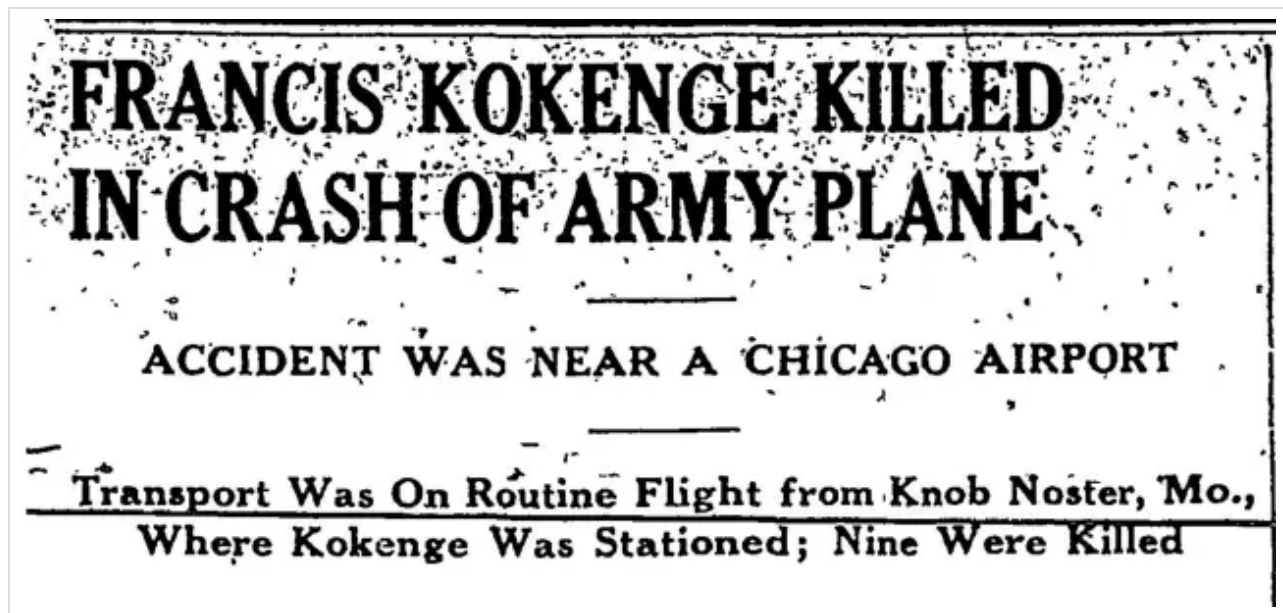 FRANCIS KOKENGE KILLED
IN CRASH OF ARMY PLANE
ACCIDENT WAS NEAR A CHICAGO AIRPORT
Transport Was On Routine Flight from Knob Noster, Mo.,
Where Kokenge Was Stationed; Nine Were Killed